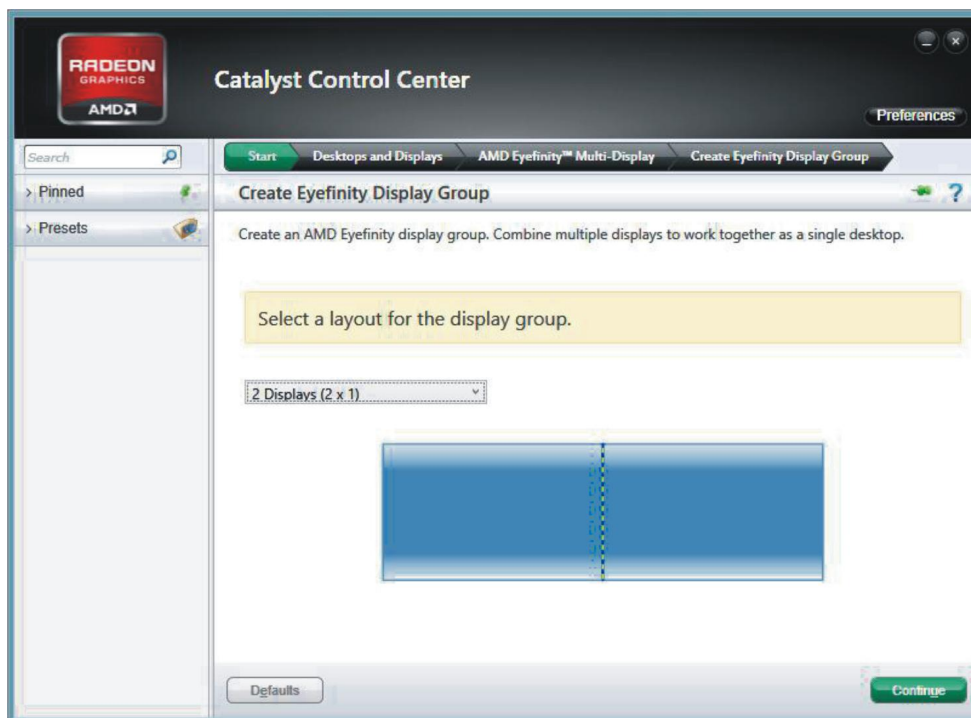 RADEON
GRAPHICS
AMD
Catalyst Control Center
Preferences
Search
Start Desktops and Displays AMD Eyefinity™ Multi-Display Create Eyefinity Display Group
Pinned
Create Eyefinity Display Group
?
Presets
Create an AMD Eyefinity display group. Combine multiple displays to work together as a single desktop.
Select a layout for the display group.
2 Displays (2 x 1)
Defaults
Continue